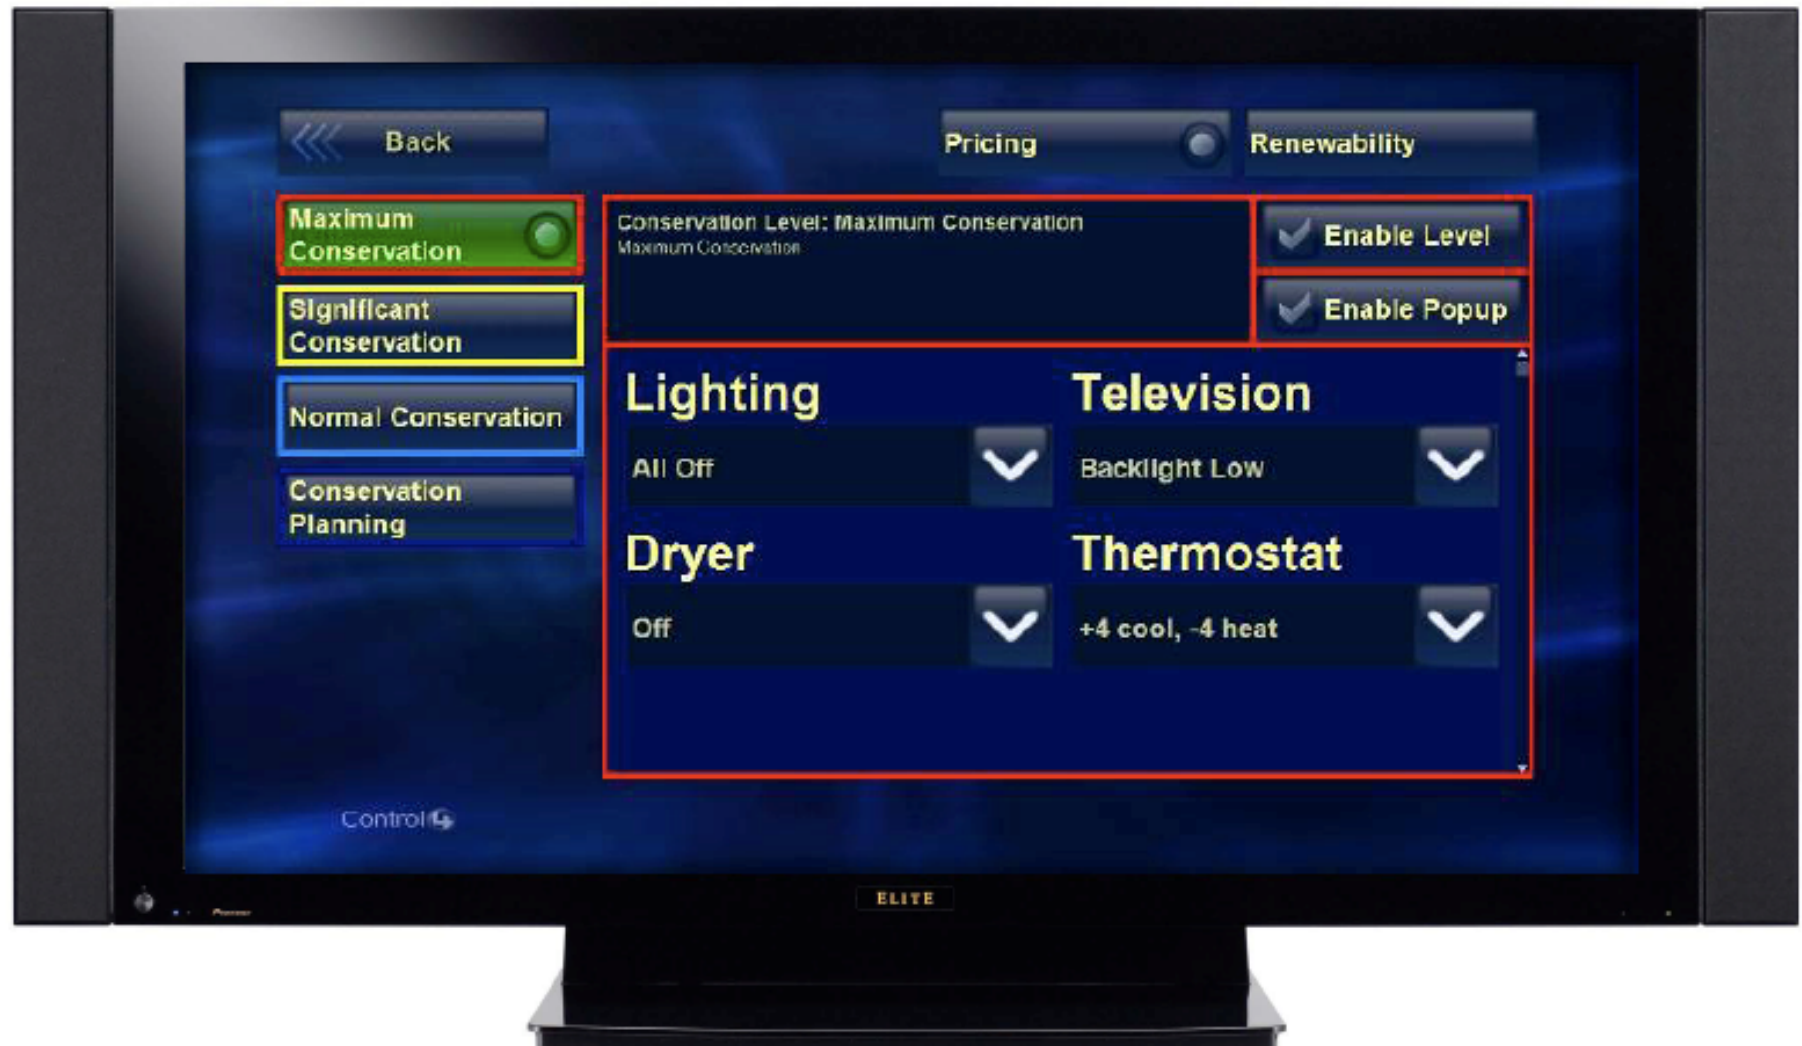 Back
Pricing
Renewability
Maximum
Conservation
Significant
Conservation
Normal Conservation
Conservation
Planning
Conservation Level: Maximum Conservation
Maximum Conservation
Enable Level
Enable Popup
Lighting
Television
All Off
Backlight Low
Dryer
Thermostat
Off
+4 cool, -4 heat
Control4
Pioneer
ELITE